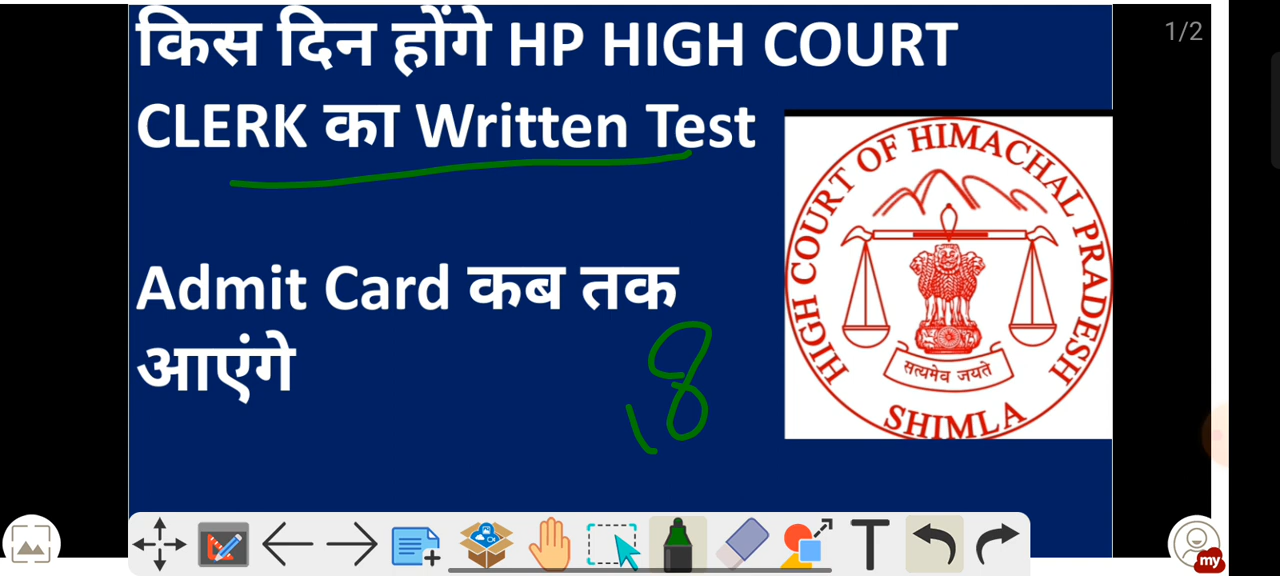 किस दिन होंगे HP HIGH COURT
1/2
CLERK का Written Test
HIGH COURT OF HIMACHAL PRADESH
सत्यमेव जयते
SHIMLA
Admit Card कब तक
आएंगे
18
T
my